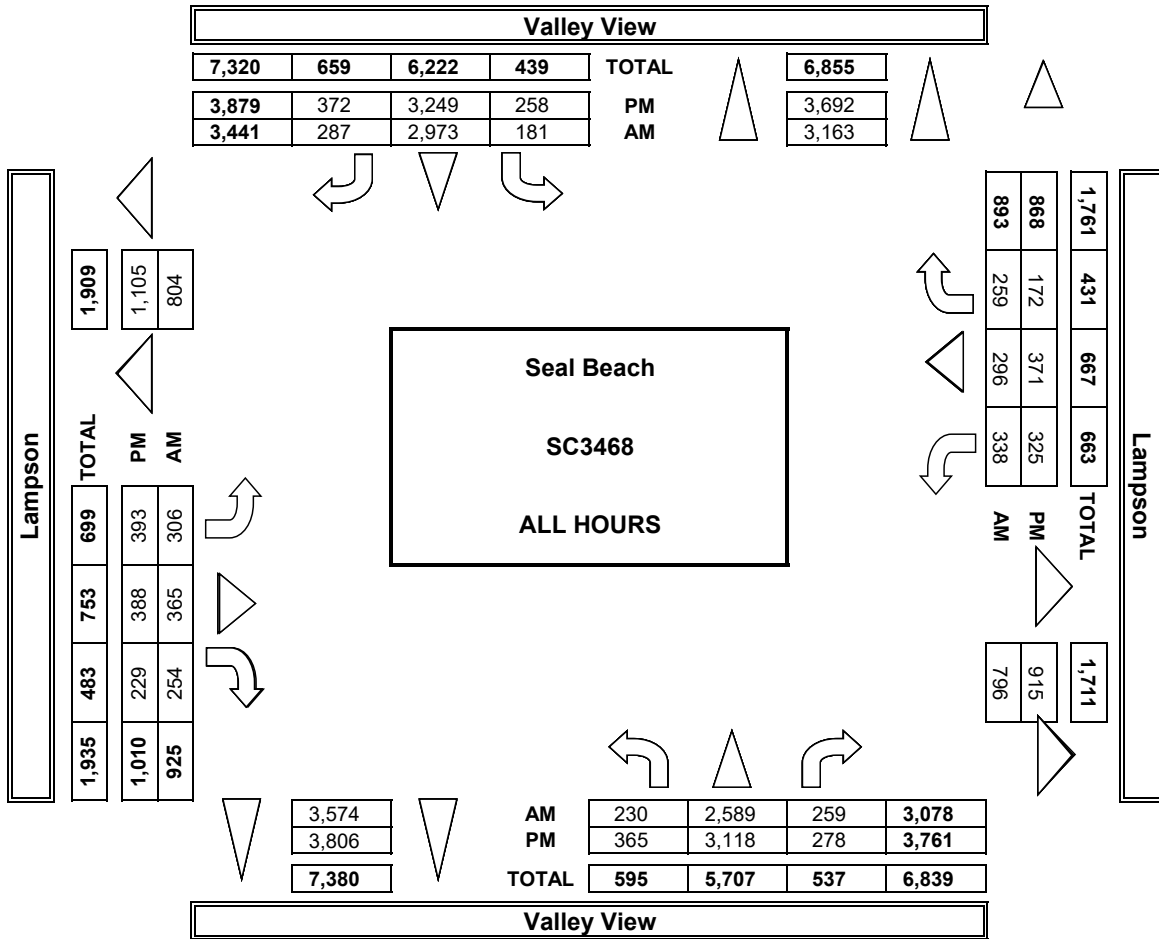 Valley View
7,320 659 6,222 439 TOTAL 6,855
3,879 372 3,249 258 PM 3,692
3,441 287 2,973 181 AM 3,163
Lampson
1,909
1,105
804
TOTAL
PM
AM
699 753 483 1,935
393 388 229 1,010
306 365 254 925
Seal Beach
SC3468
ALL HOURS
1,761 431 667 663 TOTAL
868 172 371 325 PM
893 259 296 338 AM
1,711
915
796
Lampson
3,574 AM 230 2,589 259 3,078
3,806 PM 365 3,118 278 3,761
7,380 TOTAL 595 5,707 537 6,839
Valley View